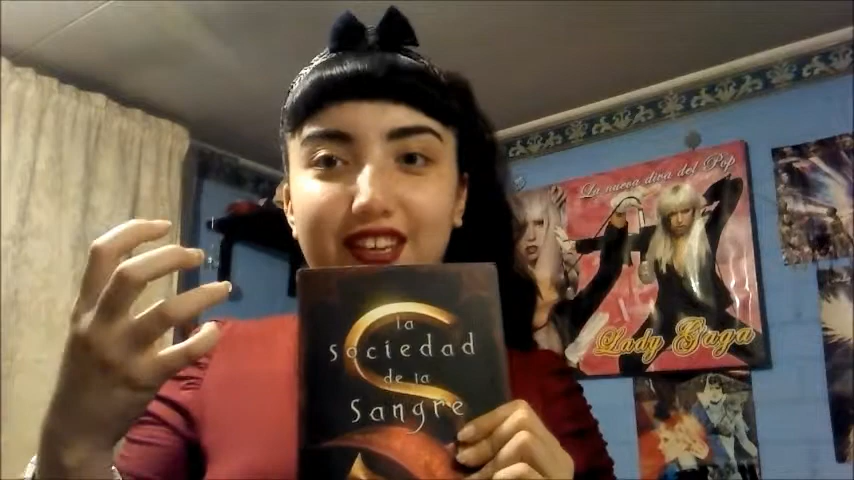 La nueva diva del Pop
Lady Gaga
la
sociedad
de la
Sangre